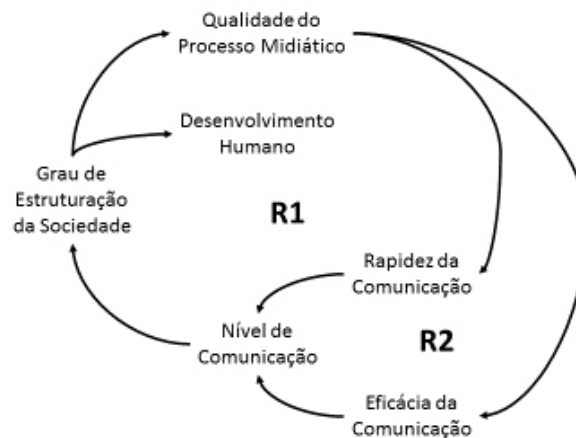 Qualidade do
Processo Midiático
Desenvolvimento
Humano
Grau de
Estruturação
da Sociedade
R1
Rapidez da
Comunicação
Nível de
Comunicação
R2
Eficácia da
Comunicação